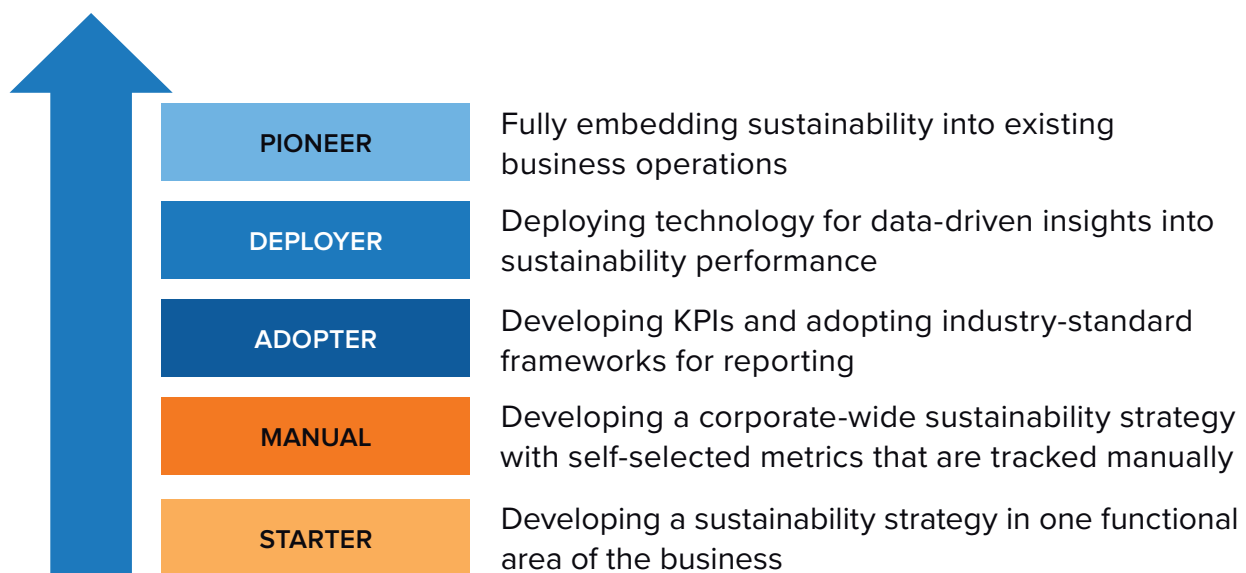 PIONEER
Fully embedding sustainability into existing
business operations
DEPLOYER
Deploying technology for data-driven insights into
sustainability performance
ADOPTER
Developing KPIs and adopting industry-standard
frameworks for reporting
MANUAL
Developing a corporate-wide sustainability strategy
with self-selected metrics that are tracked manually
STARTER
Developing a sustainability strategy in one functional
area of the business